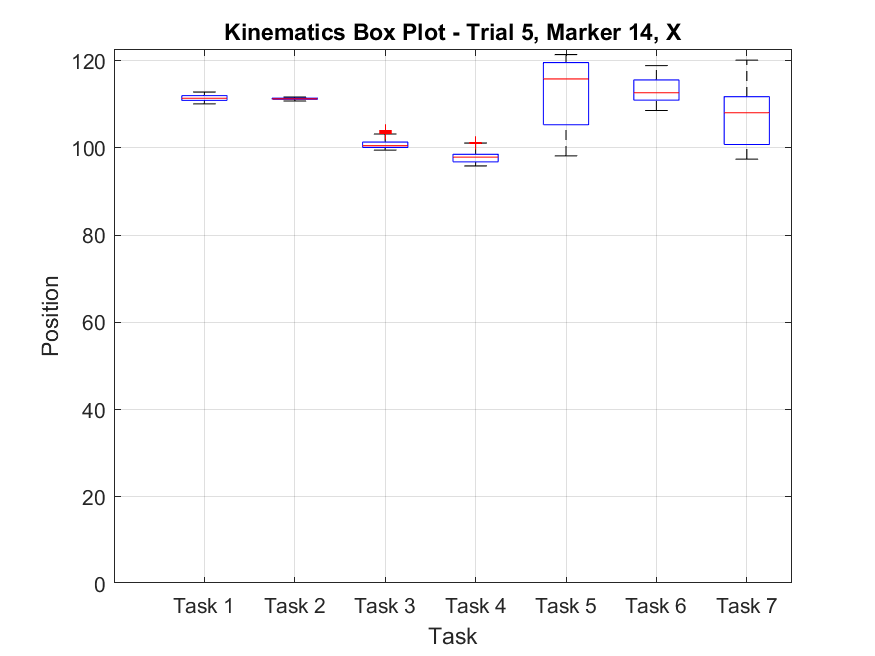 Kinematics Box Plot - Trial 5, Marker 14, X
120
100
80
60
40
20
0
Position
Task 1 Task 2 Task 3 Task 4 Task 5 Task 6 Task 7
Task